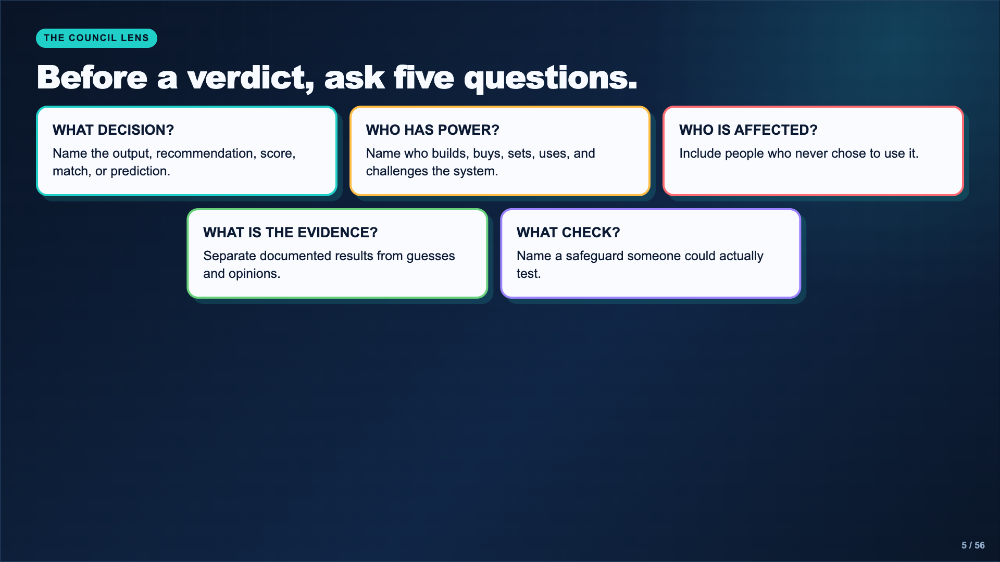 THE COUNCIL LENS
Before a verdict, ask five questions.
WHAT DECISION?
Name the output, recommendation, score,
match, or prediction.
WHO HAS POWER?
Name who builds, buys, sets, uses, and
challenges the system.
WHO IS AFFECTED?
Include people who never chose to use it.
WHAT IS THE EVIDENCE?
Separate documented results from guesses
and opinions.
WHAT CHECK?
Name a safeguard someone could actually
test.
5 / 56